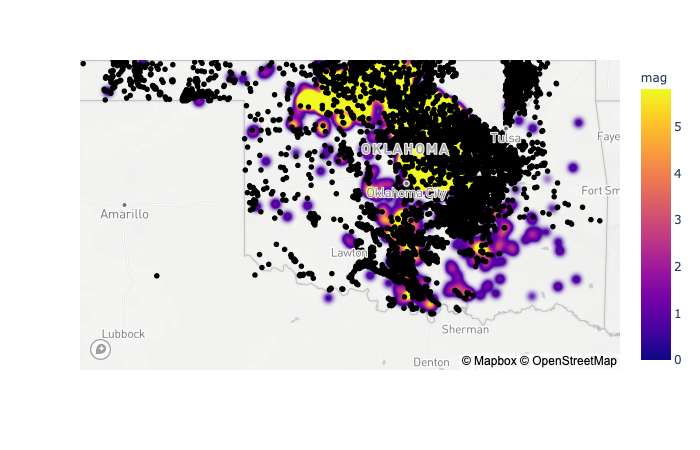 mag
5
4
3
2
1
0
OKLAHOMA
Tulsa
Faye
Oklahoma City
Fort Sm
Amarillo
Lawton
Lubbock
Sherman
Denton
© Mapbox © OpenStreetMap